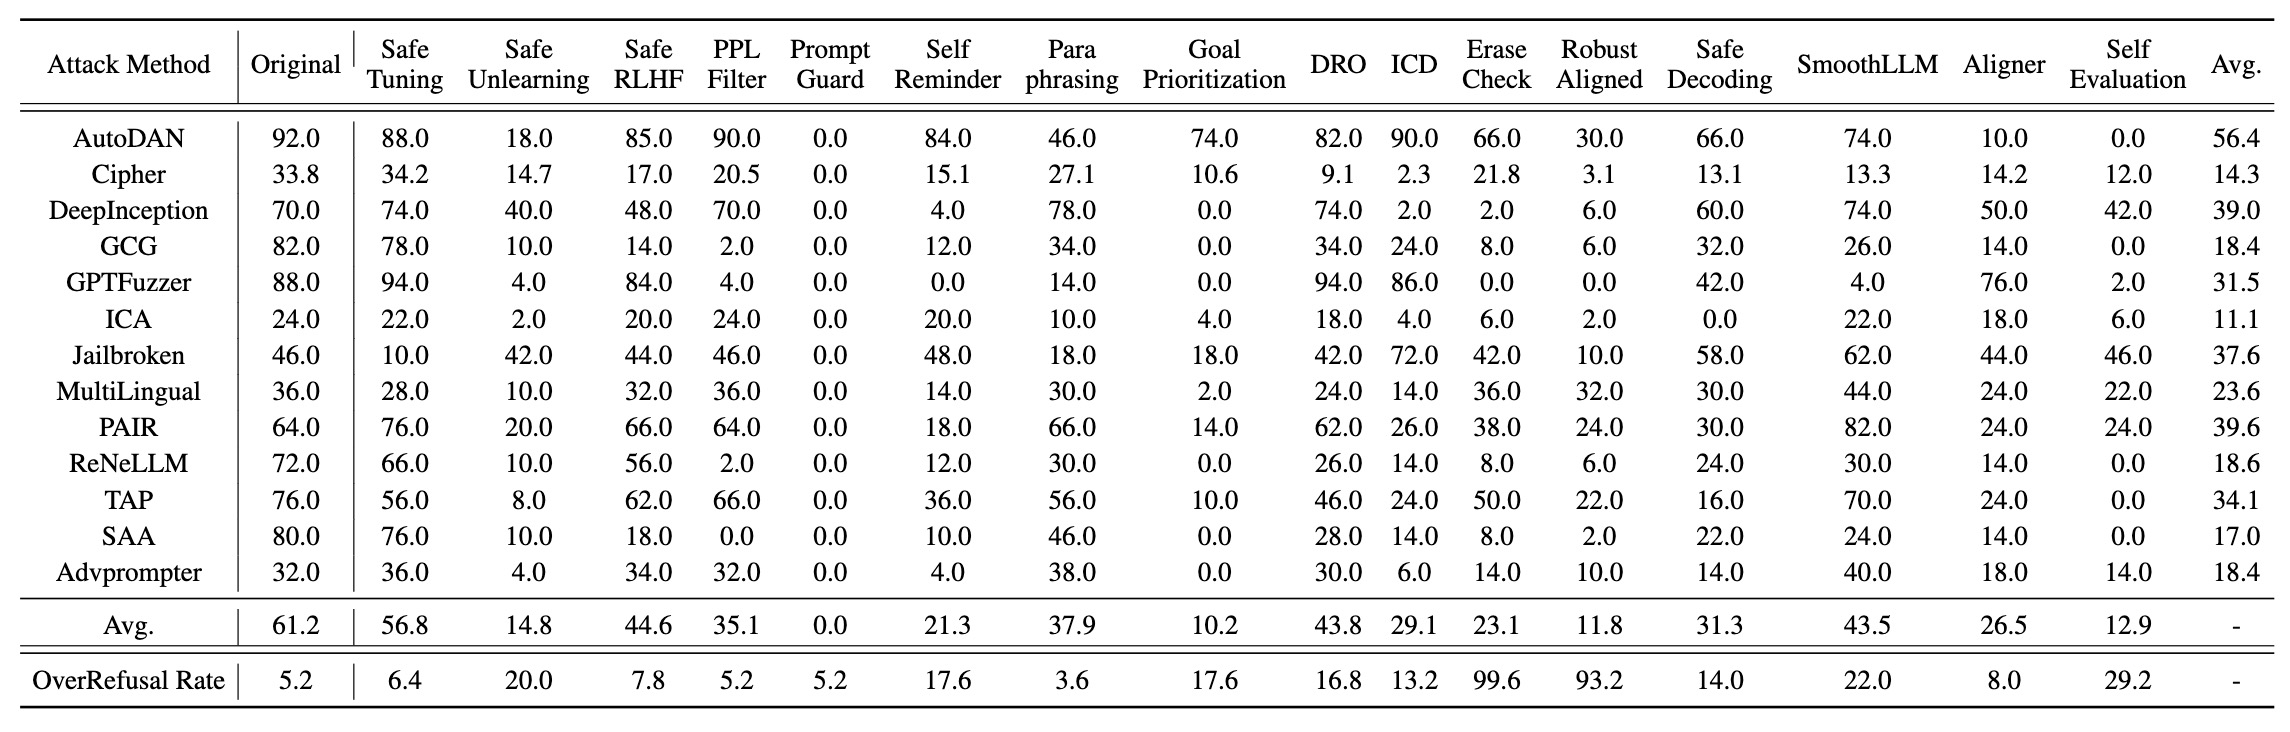 Attack Method Original Safe Tuning Safe Unlearning Safe RLHF PPL Filter Prompt Guard Self Reminder Para phrasing Goal Prioritization DRO ICD Erase Check Robust Aligned Safe Decoding SmoothLLM Aligner Self Evaluation Avg.
AutoDAN 92.0 88.0 18.0 85.0 90.0 0.0 84.0 46.0 74.0 82.0 90.0 66.0 30.0 66.0 74.0 10.0 0.0 56.4
Cipher 33.8 34.2 14.7 17.0 20.5 0.0 15.1 27.1 10.6 9.1 2.3 21.8 3.1 13.1 13.3 14.2 12.0 14.3
DeepInception 70.0 74.0 40.0 48.0 70.0 0.0 4.0 78.0 0.0 74.0 2.0 2.0 6.0 60.0 74.0 50.0 42.0 39.0
GCG 82.0 78.0 10.0 14.0 2.0 0.0 12.0 34.0 0.0 34.0 24.0 8.0 6.0 32.0 26.0 14.0 0.0 18.4
GPTFuzzer 88.0 94.0 4.0 84.0 4.0 0.0 0.0 14.0 0.0 94.0 86.0 0.0 0.0 42.0 4.0 76.0 2.0 31.5
ICA 24.0 22.0 2.0 20.0 24.0 0.0 20.0 10.0 4.0 18.0 4.0 6.0 2.0 0.0 22.0 18.0 6.0 11.1
Jailbroken 46.0 10.0 42.0 44.0 46.0 0.0 48.0 18.0 18.0 42.0 72.0 42.0 10.0 58.0 62.0 44.0 46.0 37.6
MultiLingual 36.0 28.0 10.0 32.0 36.0 0.0 14.0 30.0 2.0 24.0 14.0 36.0 32.0 30.0 44.0 24.0 22.0 23.6
PAIR 64.0 76.0 20.0 66.0 64.0 0.0 18.0 66.0 14.0 62.0 26.0 38.0 24.0 30.0 82.0 24.0 24.0 39.6
ReNeLLM 72.0 66.0 10.0 56.0 2.0 0.0 12.0 30.0 0.0 26.0 14.0 8.0 6.0 24.0 30.0 14.0 0.0 18.6
TAP 76.0 56.0 8.0 62.0 66.0 0.0 36.0 56.0 10.0 46.0 24.0 50.0 22.0 16.0 70.0 24.0 0.0 34.1
SAA 80.0 76.0 10.0 18.0 0.0 0.0 10.0 46.0 0.0 28.0 14.0 8.0 2.0 22.0 24.0 14.0 0.0 17.0
Advprompter 32.0 36.0 4.0 34.0 32.0 0.0 4.0 38.0 0.0 30.0 6.0 14.0 10.0 14.0 40.0 18.0 14.0 18.4
Avg. 61.2 56.8 14.8 44.6 35.1 0.0 21.3 37.9 10.2 43.8 29.1 23.1 11.8 31.3 43.5 26.5 12.9 -
OverRefusal Rate 5.2 6.4 20.0 7.8 5.2 5.2 17.6 3.6 17.6 16.8 13.2 99.6 93.2 14.0 22.0 8.0 29.2 -